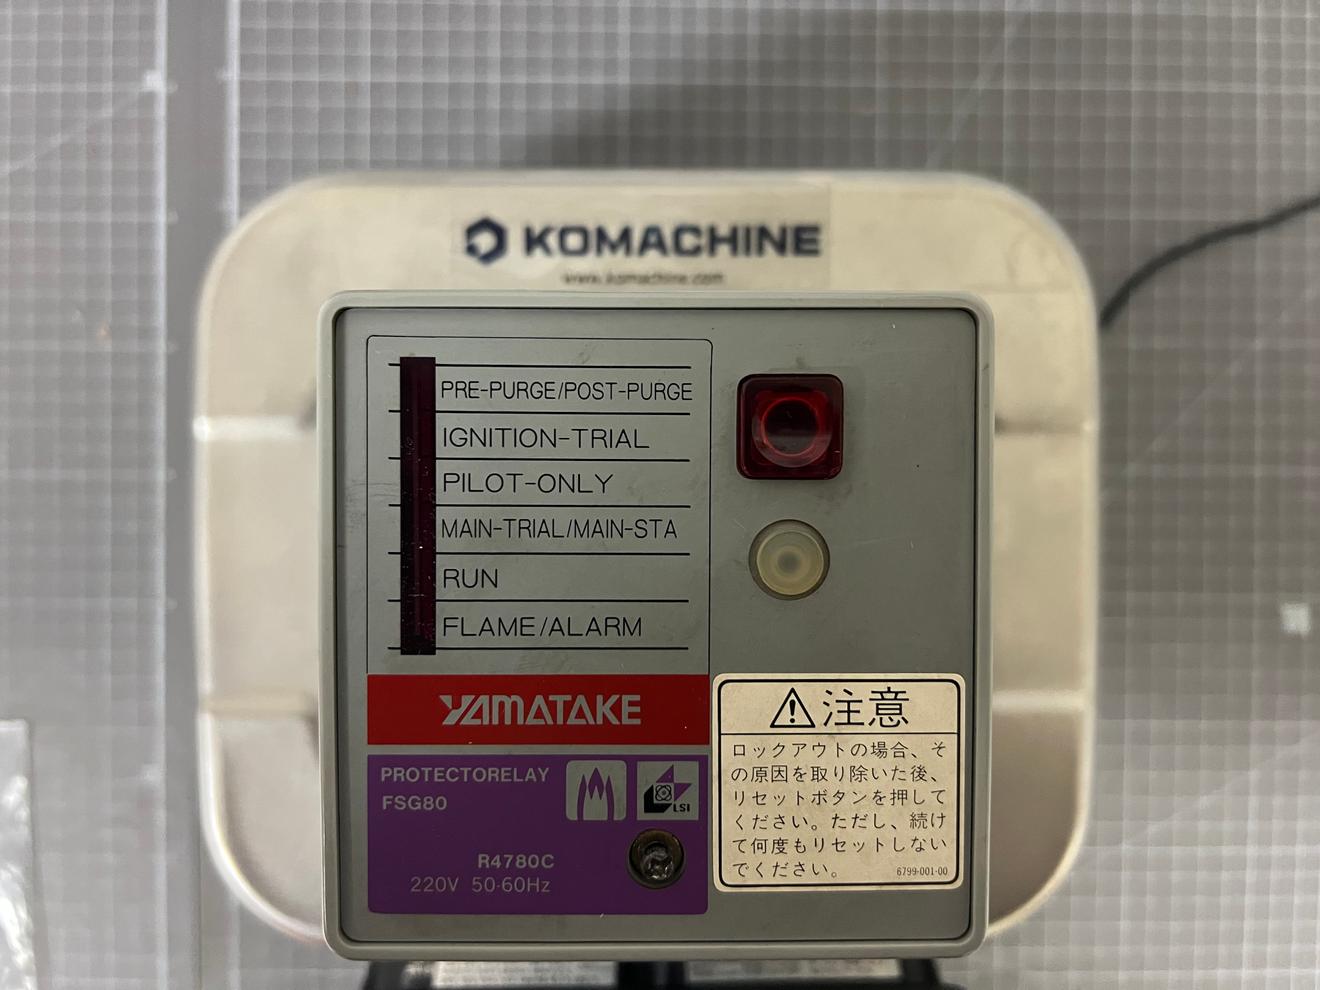 KOMACHINE
www.komachine.com
PRE-PURGE/POST-PURGE
IGNITION-TRIAL
PILOT-ONLY
MAIN-TRIAL/MAIN-STA
RUN
FLAME/ALARM
YAMATAKE
PROTECTORELAY
FSG80
LSI
R4780C
220V 50-60Hz
注意
ロックアウトの場合、そ
の原因を取り除いた後、
リセットボタンを押して
ください。ただし、続け
て何度もリセットしない
でください。
6799-001-00